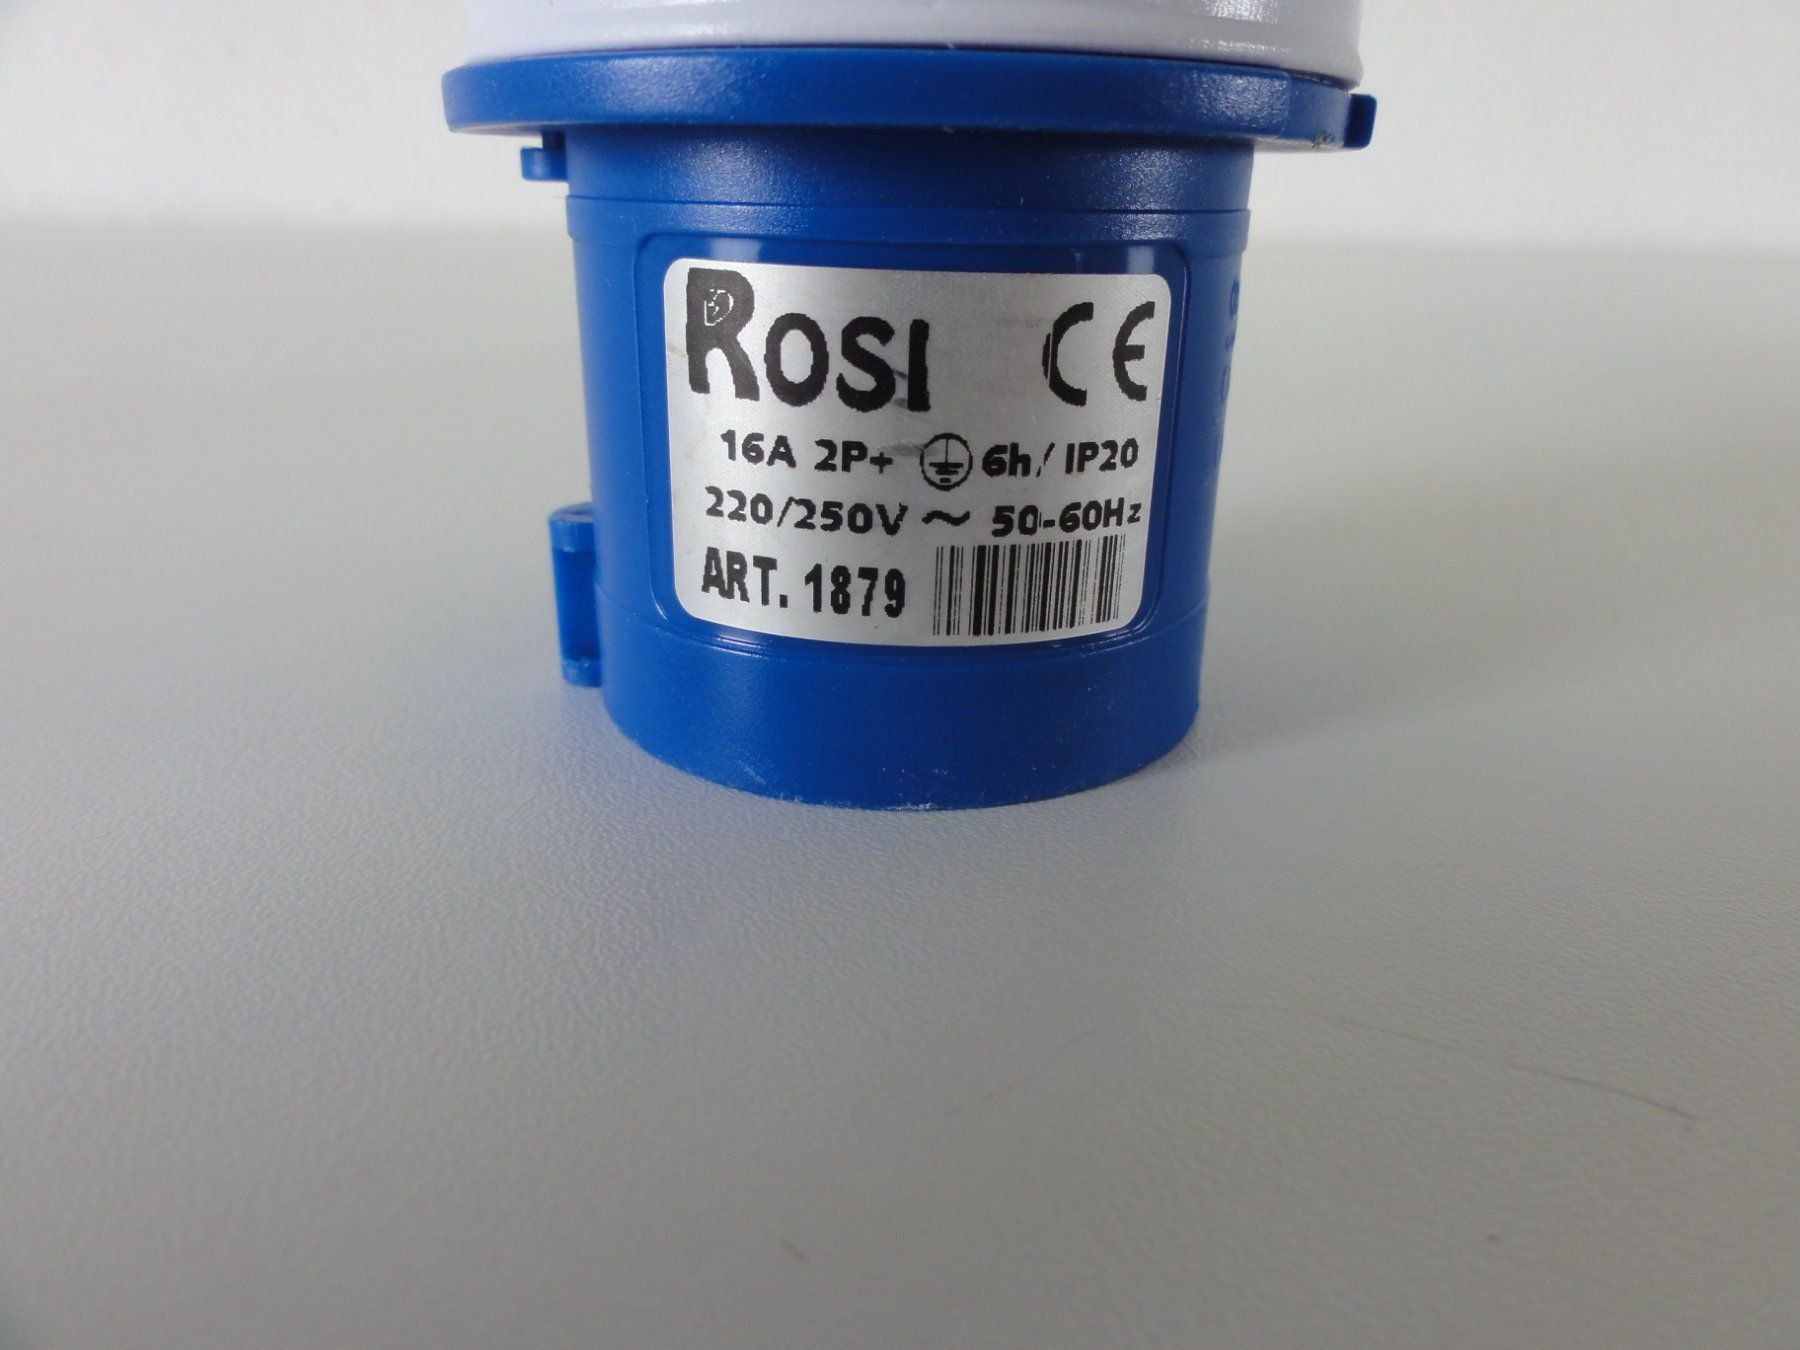 ROSI CE
16A 2P+ ⏚ 6h/ IP20
220/250V ~ 50-60Hz
ART. 1879